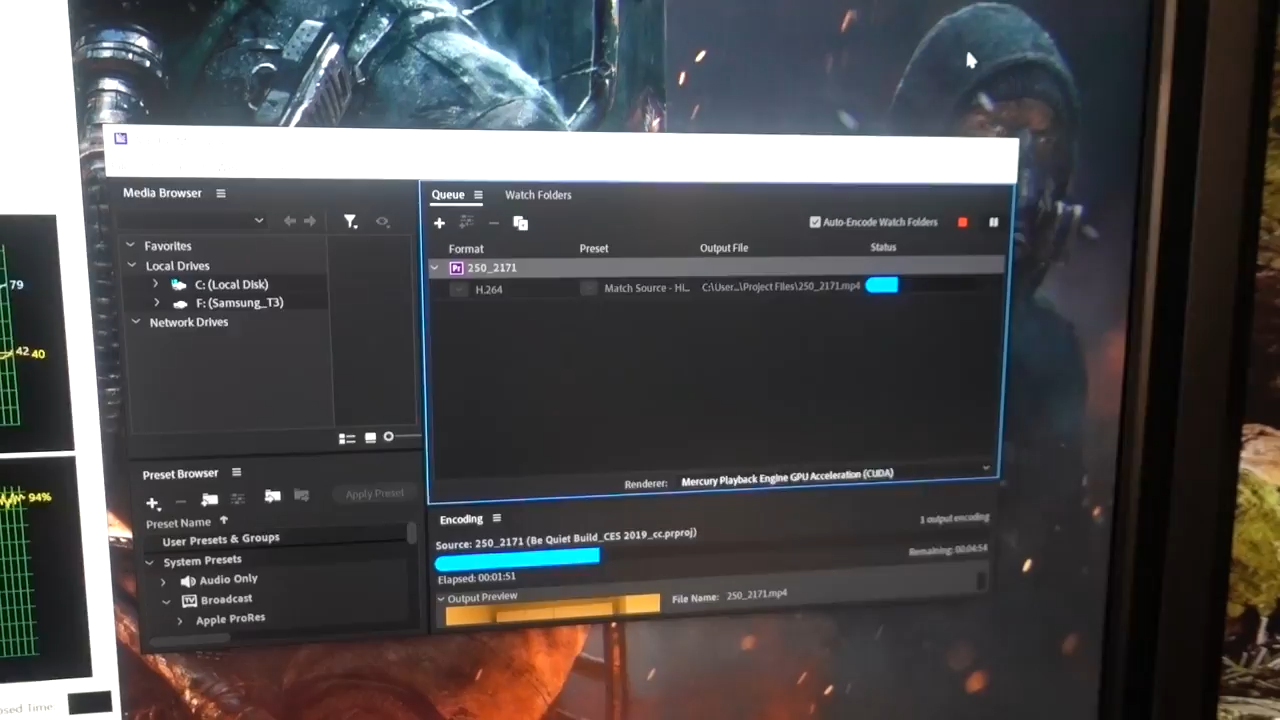 Media Browser
Queue
Watch Folders
Auto-Encode Watch Folders
Favorites
Local Drives
C: (Local Disk)
F: (Samsung_T3)
Network Drives
Format
Preset
Output File
Status
Pr 250_2171
H.264
Match Source - Hi...
C:\User...\Project Files\250_2171.mp4
79
42 40
94%
Renderer:
Mercury Playback Engine GPU Acceleration (CUDA)
Preset Browser
Apply Preset
Preset Name
User Presets & Groups
System Presets
Audio Only
TV Broadcast
Apple ProRes
Encoding
1 output encoding
Source: 250_2171 (Be Quiet Build_CES 2019_cc.prproj)
Elapsed: 00:01:51
Remaining: 00:04:54
Output Preview
File Name: 250_2171.mp4
Time